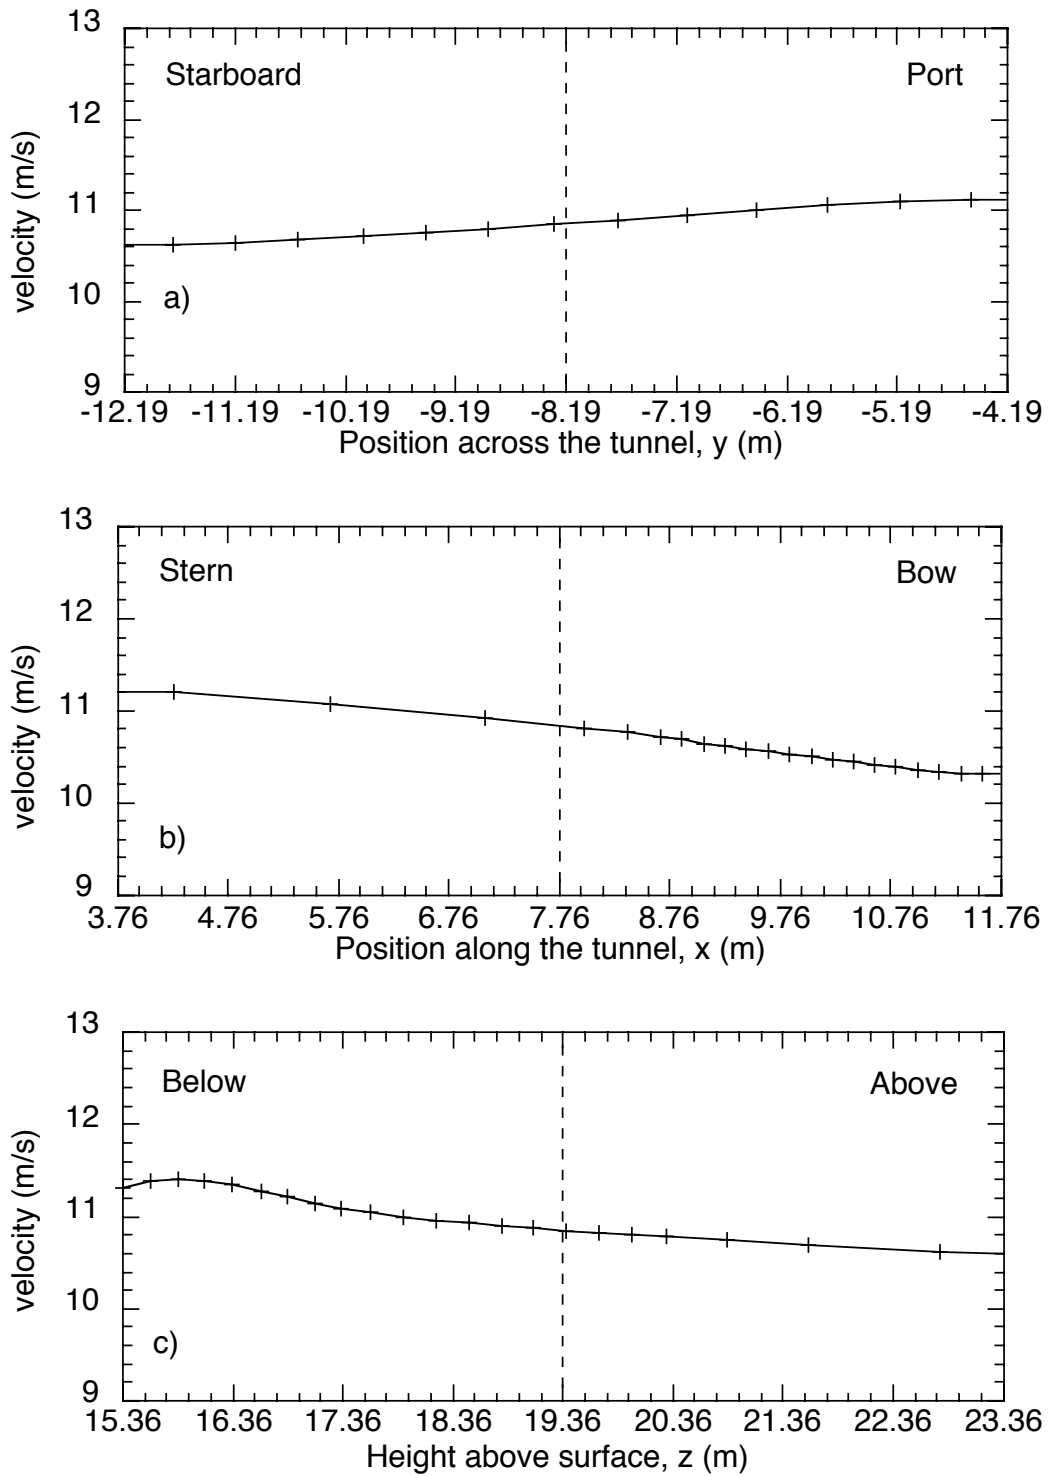 13
Starboard Port
12
11
10
a)
9
-12.19 -11.19 -10.19 -9.19 -8.19 -7.19 -6.19 -5.19 -4.19
velocity (m/s)
Position across the tunnel, y (m)
13
Stern Bow
12
11
10
b)
9
3.76 4.76 5.76 6.76 7.76 8.76 9.76 10.76 11.76
velocity (m/s)
Position along the tunnel, x (m)
13
Below Above
12
11
10
c)
9
15.36 16.36 17.36 18.36 19.36 20.36 21.36 22.36 23.36
velocity (m/s)
Height above surface, z (m)